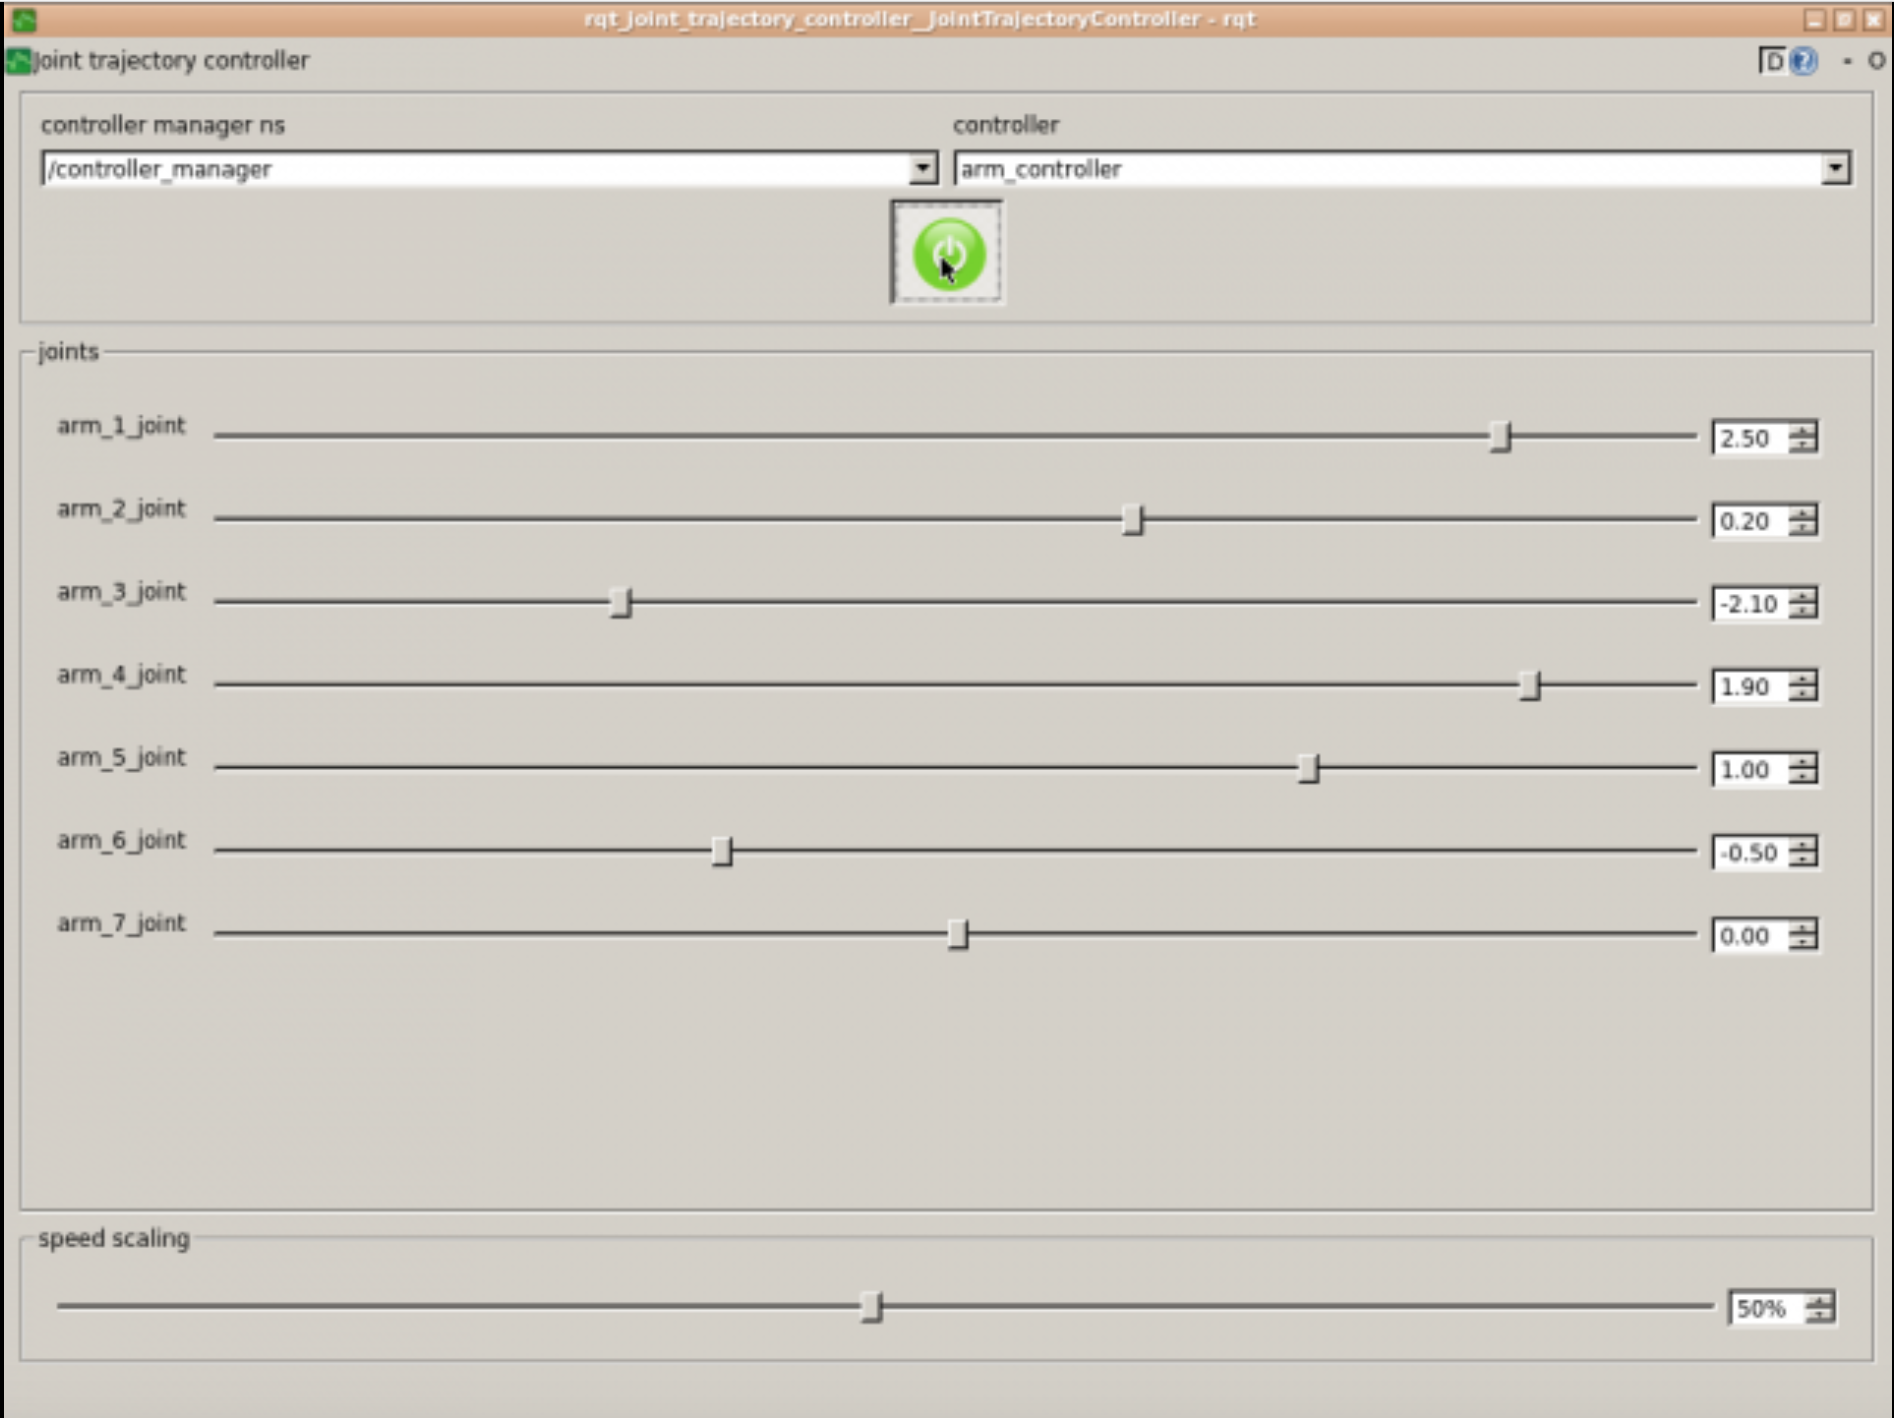 rqt_joint_trajectory_controller__JointTrajectoryController - rqt
Joint trajectory controller
D ? - O
controller manager ns
controller
/controller_manager
arm_controller
joints
arm_1_joint 2.50
arm_2_joint 0.20
arm_3_joint -2.10
arm_4_joint 1.90
arm_5_joint 1.00
arm_6_joint -0.50
arm_7_joint 0.00
speed scaling
50%